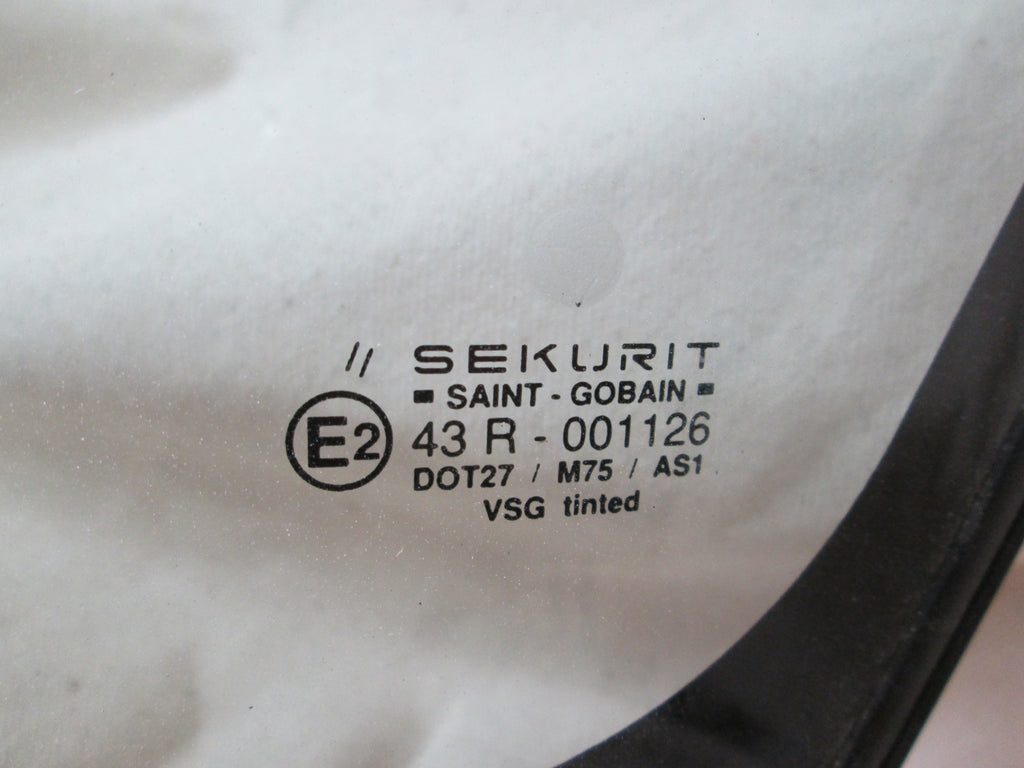 // SEKURIT
SAINT - GOBAIN
E2 43 R - 001126
DOT27 / M75 / AS1
VSG tinted